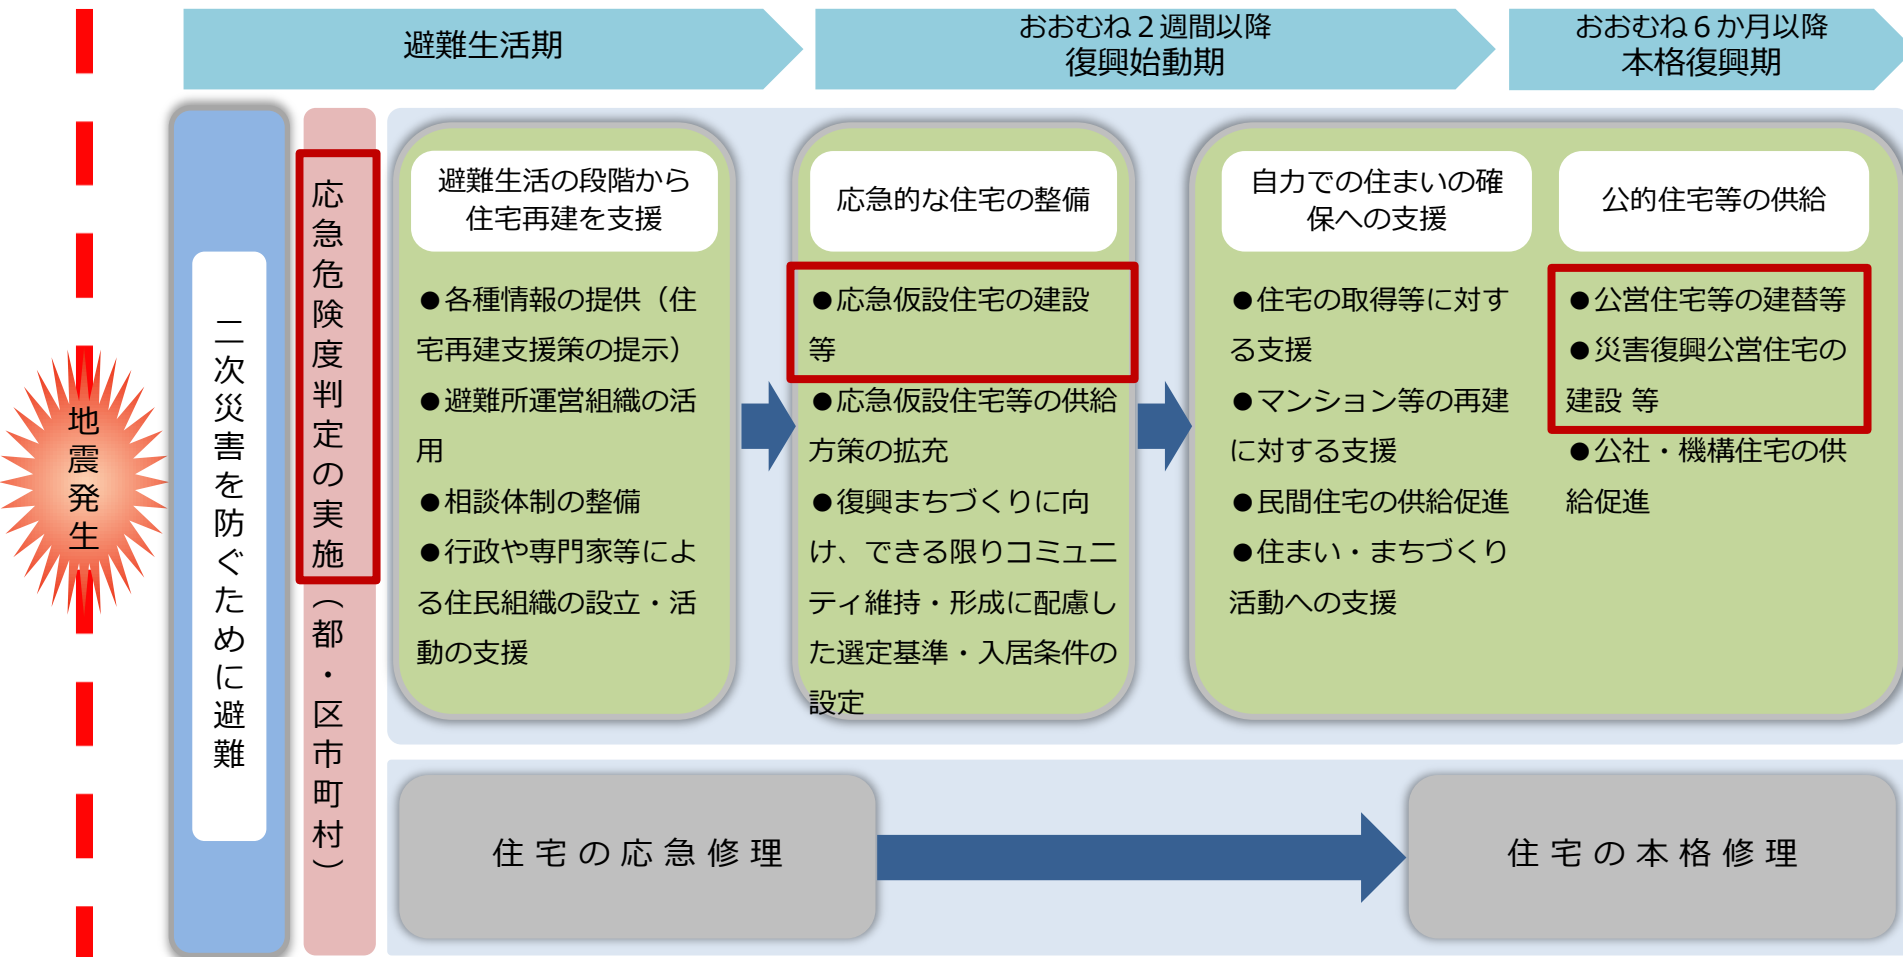 避難生活期
おおむね２週間以降
復興始動期
おおむね６か月以降
本格復興期
地震発生
二次災害を防ぐために避難
応急危険度判定の実施（都・区市町村）
避難生活の段階から
住宅再建を支援
●各種情報の提供（住
宅再建支援策の提示）
●避難所運営組織の活
用
●相談体制の整備
●行政や専門家等によ
る住民組織の設立・活
動の支援
応急的な住宅の整備
●応急仮設住宅の建設
等
●応急仮設住宅等の供給
方策の拡充
●復興まちづくりに向
け、できる限りコミュニ
ティ維持・形成に配慮し
た選定基準・入居条件の
設定
自力での住まいの確
保への支援
●住宅の取得等に対す
る支援
●マンション等の再建
に対する支援
●民間住宅の供給促進
●住まい・まちづくり
活動への支援
公的住宅等の供給
●公営住宅等の建替等
●災害復興公営住宅の
建設 等
●公社・機構住宅の供
給促進
住宅の応急修理
住宅の本格修理